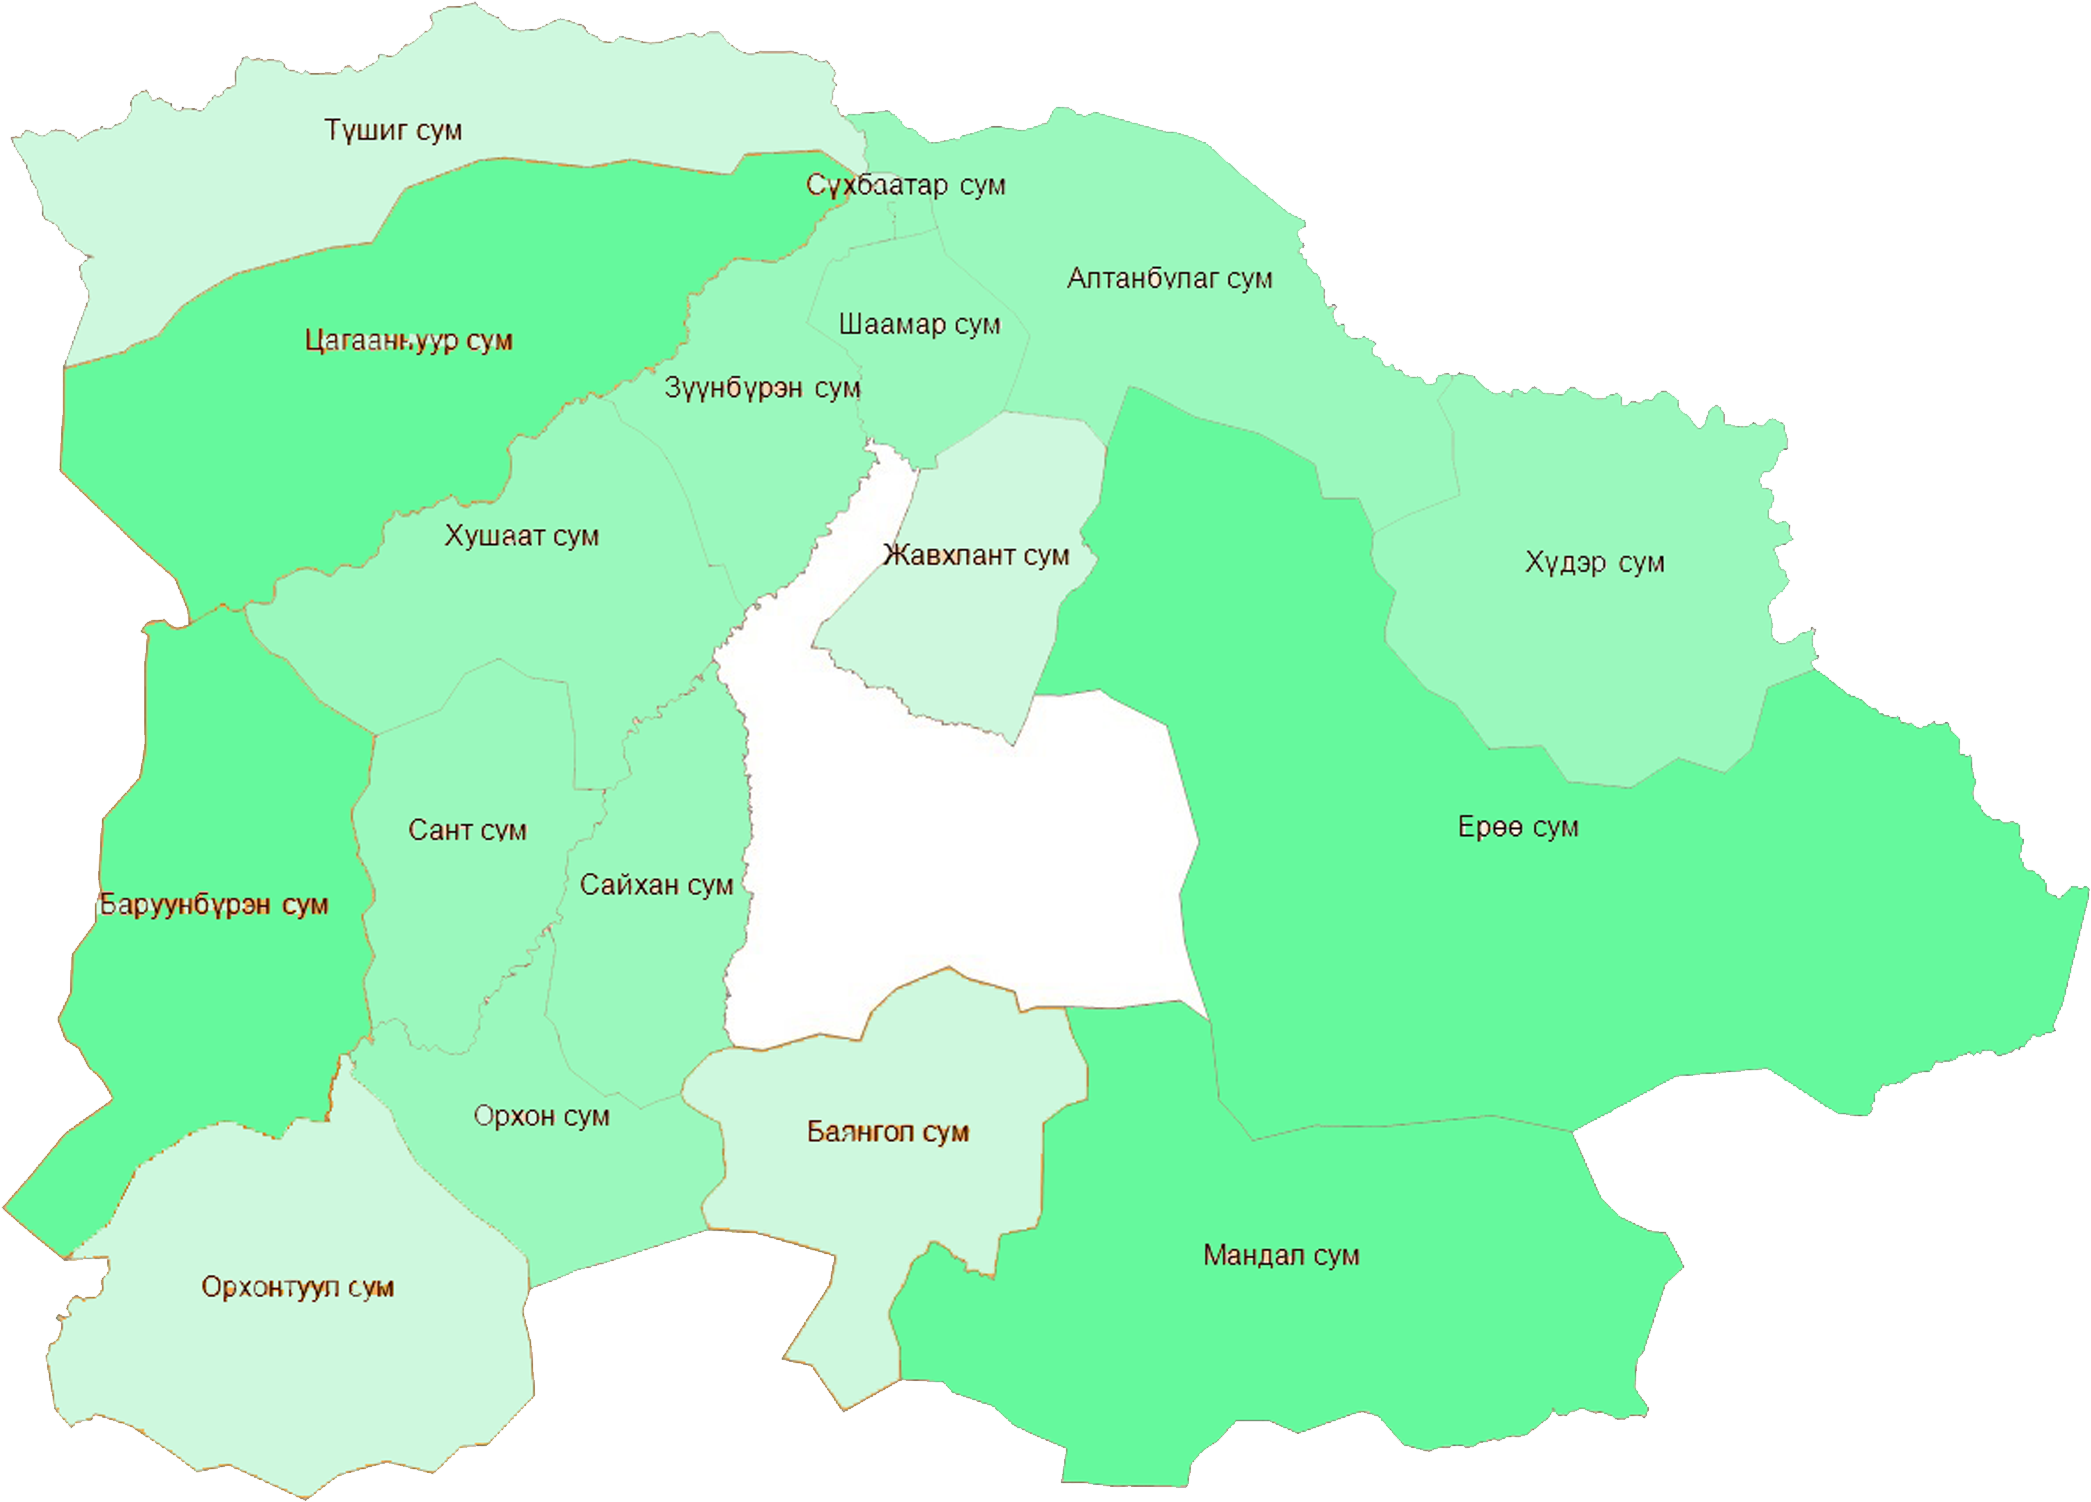 Түшиг сум
Сүхбаатар сум
Алтанбулаг сум
Шаамар сум
Цагааннуур сум
Зүүнбүрэн сум
Хушаат сум
Жавхлант сум
Хүдэр сум
Ерөө сум
Сант сум
Сайхан сум
Баруунбүрэн сум
Орхон сум
Баянгол сум
Мандал сум
Орхонтуул сум